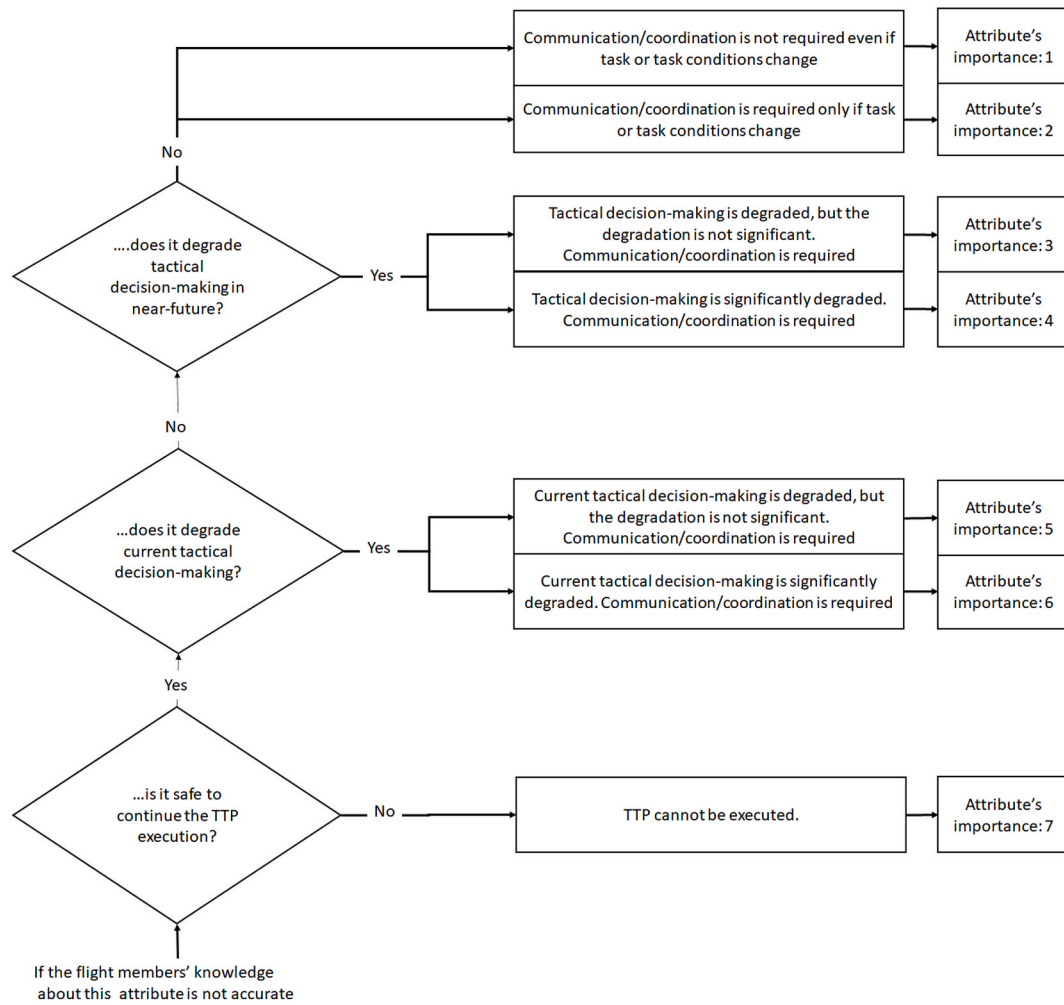 Communication/coordination is not required even if
task or task conditions change
Attribute's
importance: 1
Communication/coordination is required only if task
or task conditions change
Attribute's
importance: 2
No
....does it degrade
tactical
decision-making in
near-future?
Yes
Tactical decision-making is degraded, but the
degradation is not significant.
Communication/coordination is required
Attribute's
importance: 3
Tactical decision-making is significantly degraded.
Communication/coordination is required
Attribute's
importance: 4
No
...does it degrade
current tactical
decision-making?
Yes
Current tactical decision-making is degraded, but
the degradation is not significant.
Communication/coordination is required
Attribute's
importance: 5
Current tactical decision-making is significantly
degraded. Communication/coordination is required
Attribute's
importance: 6
Yes
...is it safe to
continue the TTP
execution?
No
TTP cannot be executed.
Attribute's
importance: 7
If the flight members' knowledge
about this attribute is not accurate